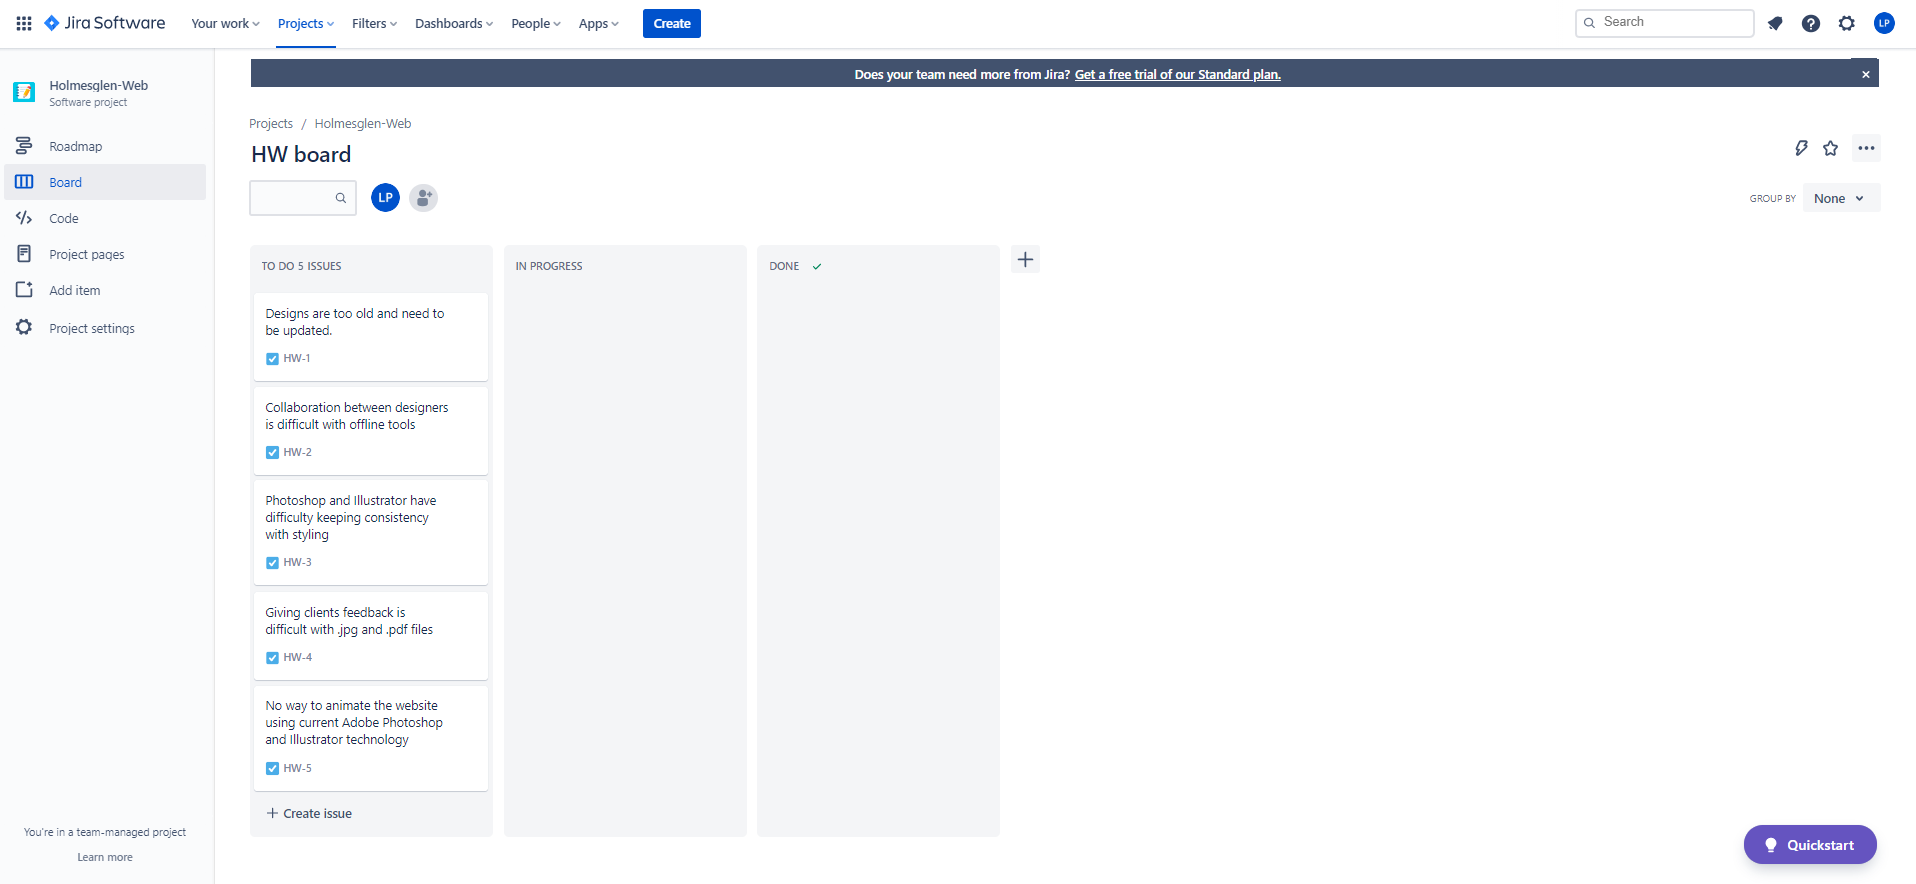 Jira Software
Your work
Projects
Filters
Dashboards
People
Apps
Create
Search
LP
Holmesglen-Web
Software project
Roadmap
Board
Code
Project pages
Add item
Project settings
You're in a team-managed project
Learn more
Does your team need more from Jira? Get a free trial of our Standard plan.
Projects / Holmesglen-Web
HW board
LP
GROUP BY
None
TO DO 5 ISSUES
Designs are too old and need to
be updated.
HW-1
Collaboration between designers
is difficult with offline tools
HW-2
Photoshop and Illustrator have
difficulty keeping consistency
with styling
HW-3
Giving clients feedback is
difficult with .jpg and .pdf files
HW-4
No way to animate the website
using current Adobe Photoshop
and Illustrator technology
HW-5
Create issue
IN PROGRESS
DONE
Quickstart